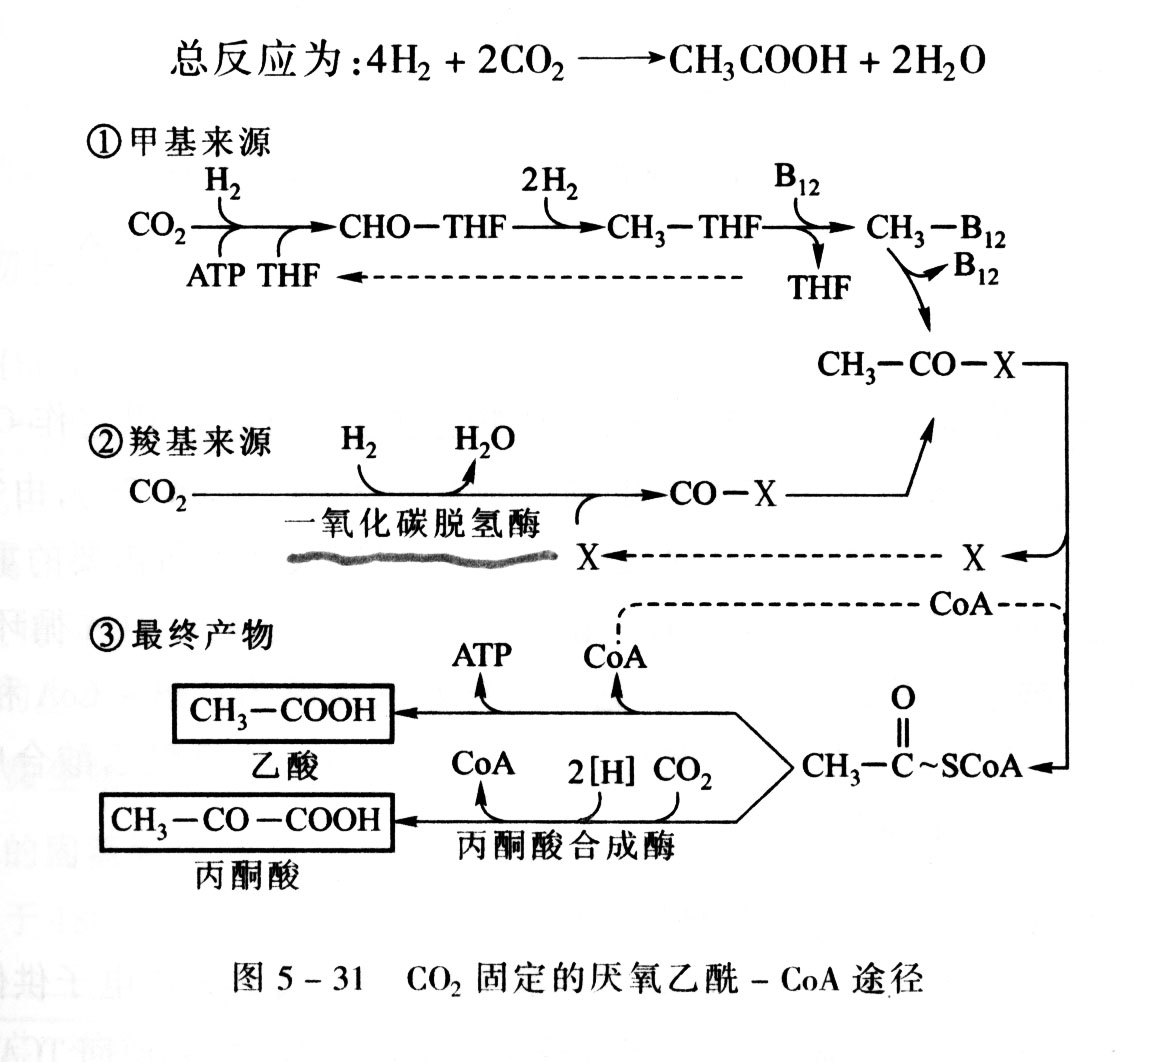 总反应为:4H₂ + 2CO₂ ⟶ CH₃COOH + 2H₂O
①甲基来源
H₂ 2H₂ B₁₂
CO₂ ⟶ CHO−THF ⟶ CH₃−THF ⟶ CH₃−B₁₂
ATP THF THF B₁₂
CH₃−CO−X
②羧基来源 H₂ H₂O
CO₂ ⟶ CO−X
一氧化碳脱氢酶
X X
CoA
③最终产物
ATP CoA
CH₃−COOH
O
乙酸
CH₃−C~SCoA
CoA 2[H] CO₂
CH₃−CO−COOH
丙酮酸合成酶
丙酮酸
图 5－31 CO₂ 固定的厌氧乙酰－CoA 途径